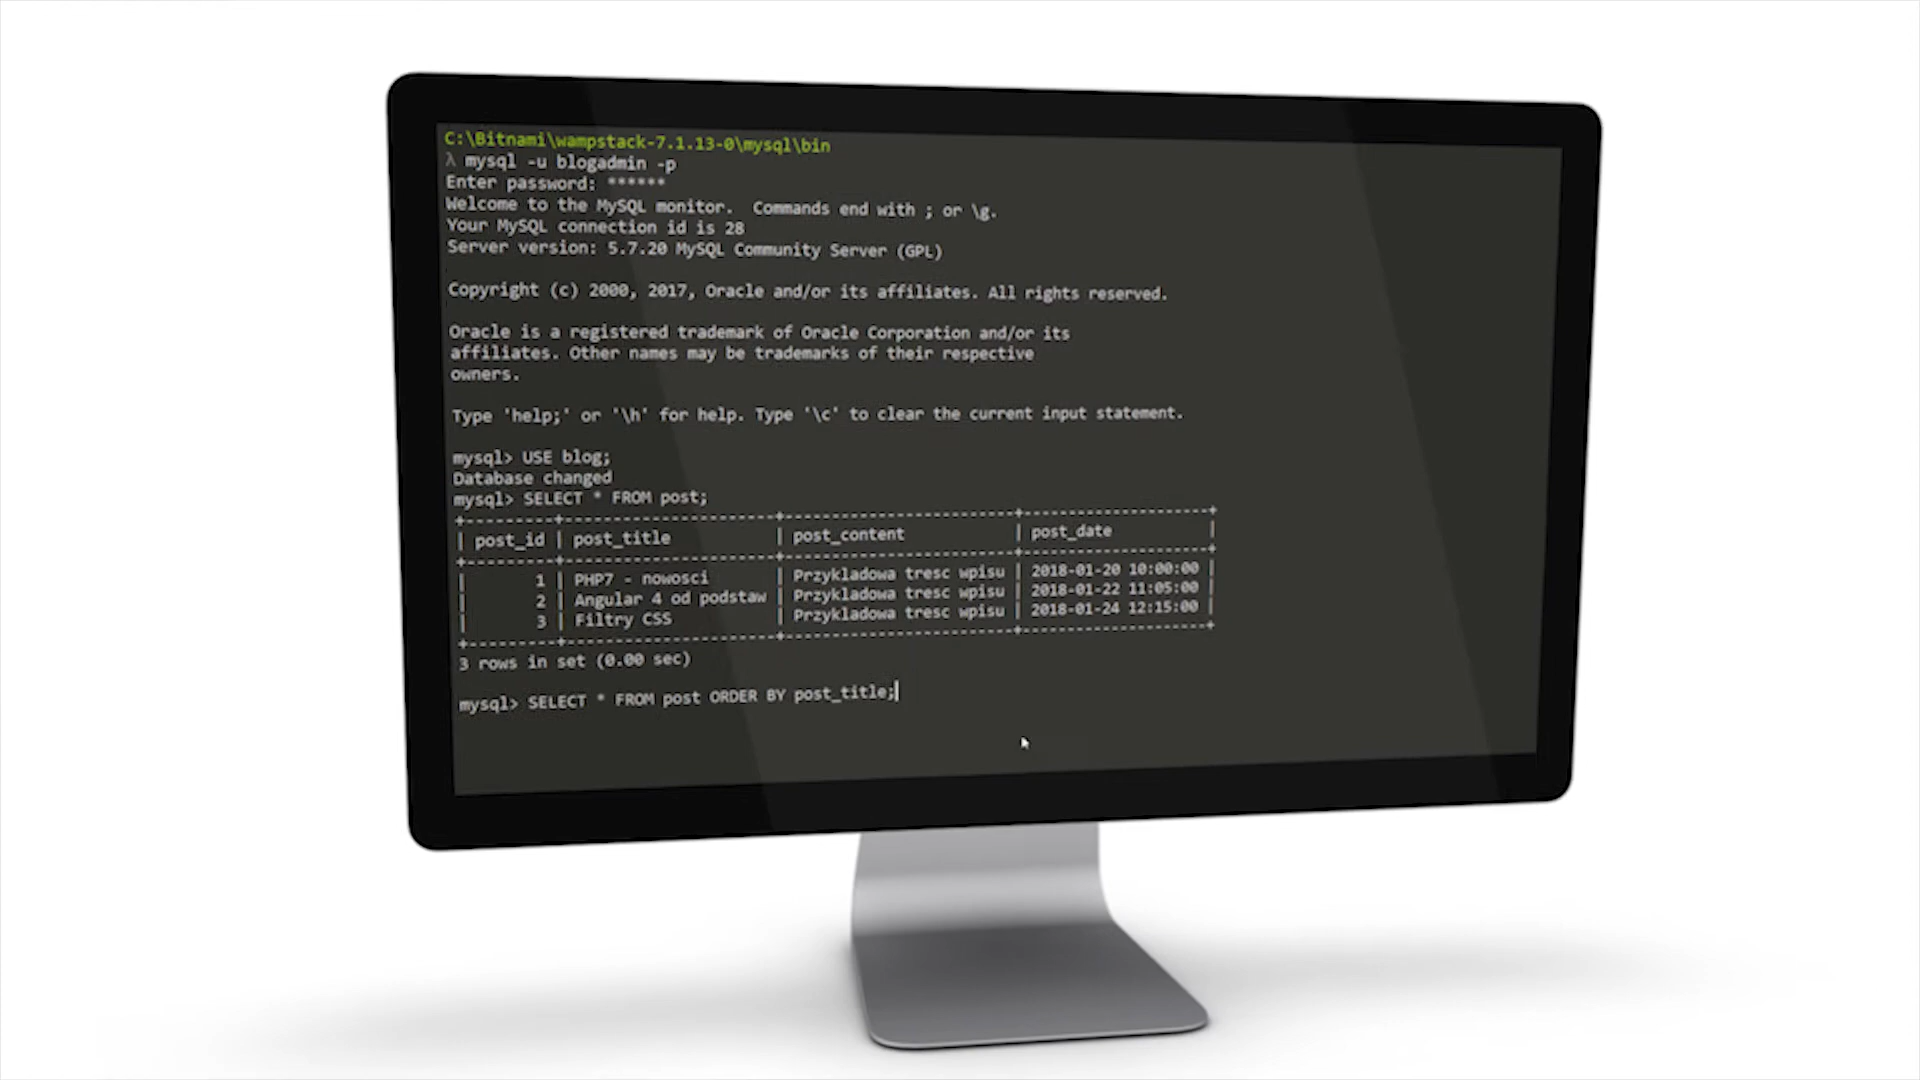 C:\Bitnami\wampstack-7.1.13-0\mysql\bin
λ mysql -u blogadmin -p
Enter password: ******
Welcome to the MySQL monitor.  Commands end with ; or \g.
Your MySQL connection id is 28
Server version: 5.7.20 MySQL Community Server (GPL)
Copyright (c) 2000, 2017, Oracle and/or its affiliates. All rights reserved.
Oracle is a registered trademark of Oracle Corporation and/or its
affiliates. Other names may be trademarks of their respective
owners.
Type 'help;' or '\h' for help. Type '\c' to clear the current input statement.
mysql> USE blog;
Database changed
mysql> SELECT * FROM post;
| post_id | post_title | post_content | post_date |
| 1 | PHP7 - nowosci | Przykladowa tresc wpisu | 2018-01-20 10:00:00 |
| 2 | Angular 4 od podstaw | Przykladowa tresc wpisu | 2018-01-22 11:05:00 |
| 3 | Filtry CSS | Przykladowa tresc wpisu | 2018-01-24 12:15:00 |
3 rows in set (0.00 sec)
mysql> SELECT * FROM post ORDER BY post_title;